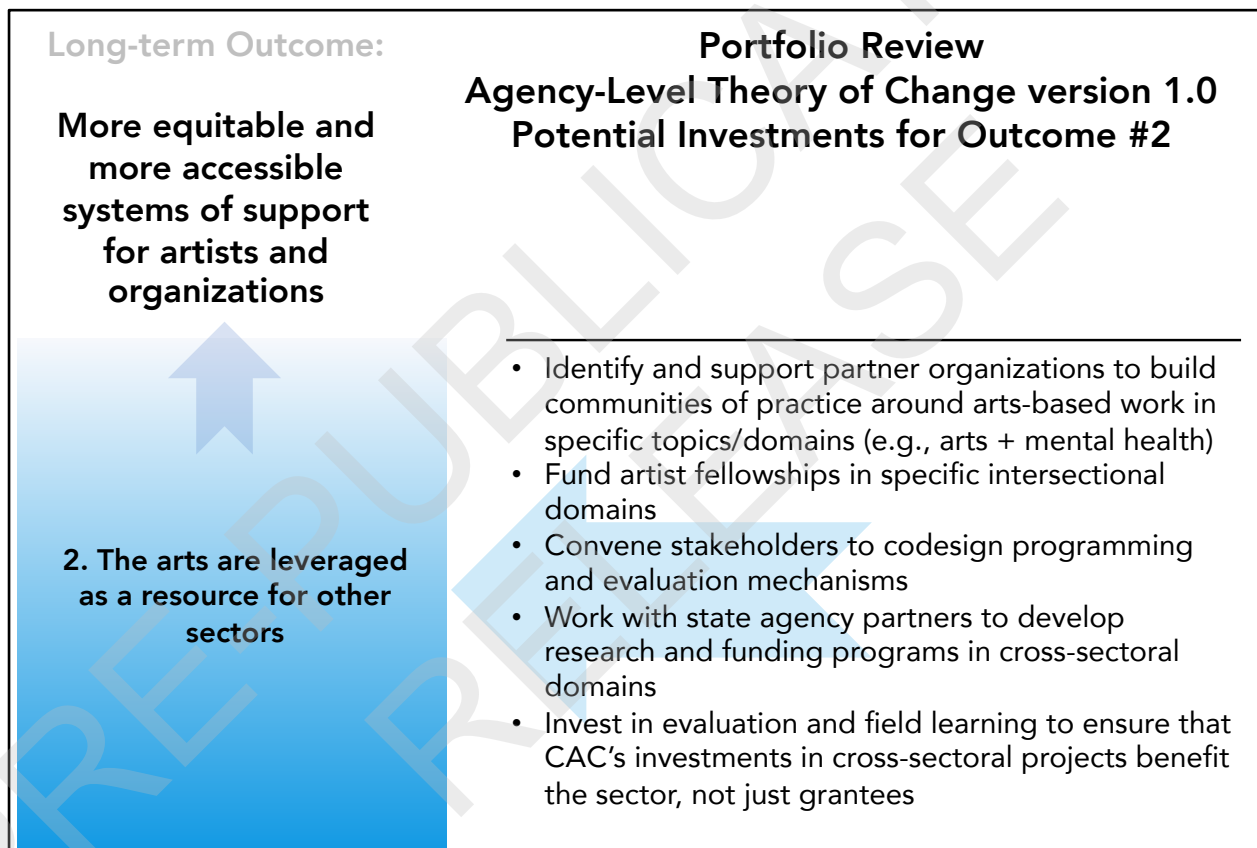 Long-term Outcome:
More equitable and
more accessible
systems of support
for artists and
organizations
Portfolio Review
Agency-Level Theory of Change version 1.0
Potential Investments for Outcome #2
2. The arts are leveraged
as a resource for other
sectors
• Identify and support partner organizations to build
communities of practice around arts-based work in
specific topics/domains (e.g., arts + mental health)
• Fund artist fellowships in specific intersectional
domains
• Convene stakeholders to codesign programming
and evaluation mechanisms
• Work with state agency partners to develop
research and funding programs in cross-sectoral
domains
• Invest in evaluation and field learning to ensure that
CAC’s investments in cross-sectoral projects benefit
the sector, not just grantees
RE-PUBLICA
RELEASE